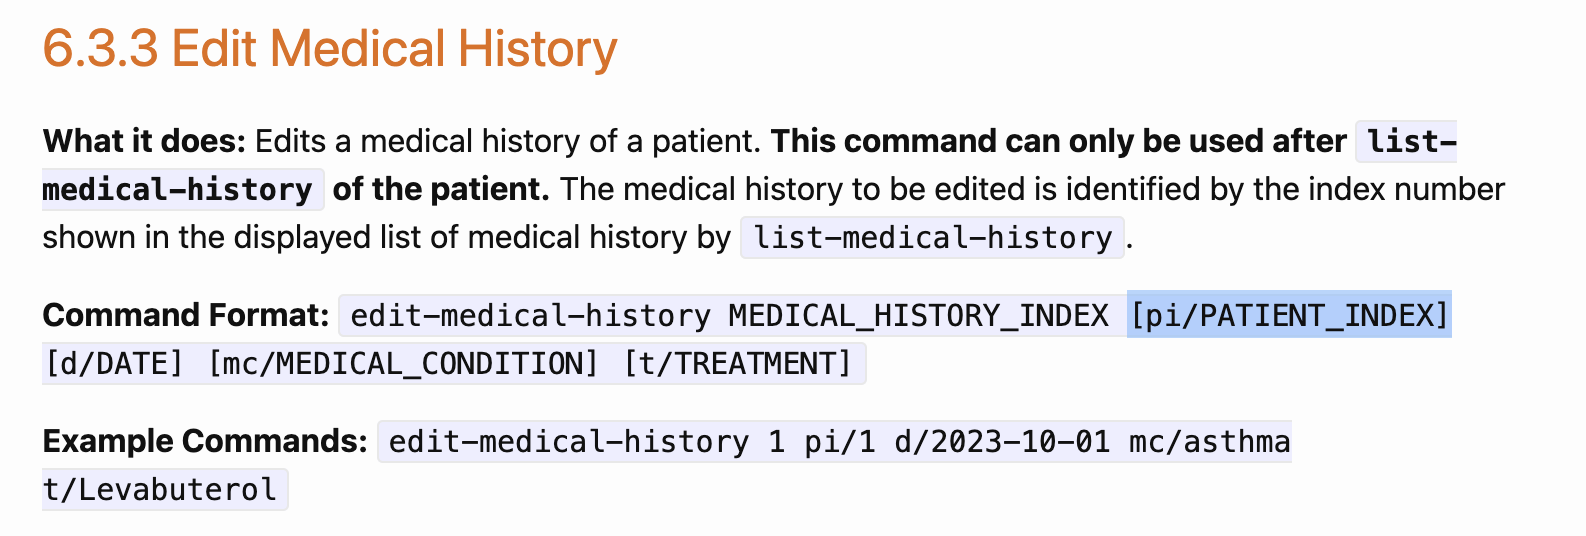 6.3.3 Edit Medical History
What it does: Edits a medical history of a patient. This command can only be used after list-
medical-history of the patient. The medical history to be edited is identified by the index number
shown in the displayed list of medical history by list-medical-history.
Command Format: edit-medical-history MEDICAL_HISTORY_INDEX [pi/PATIENT_INDEX]
[d/DATE] [mc/MEDICAL_CONDITION] [t/TREATMENT]
Example Commands: edit-medical-history 1 pi/1 d/2023-10-01 mc/asthma
t/Levabuterol